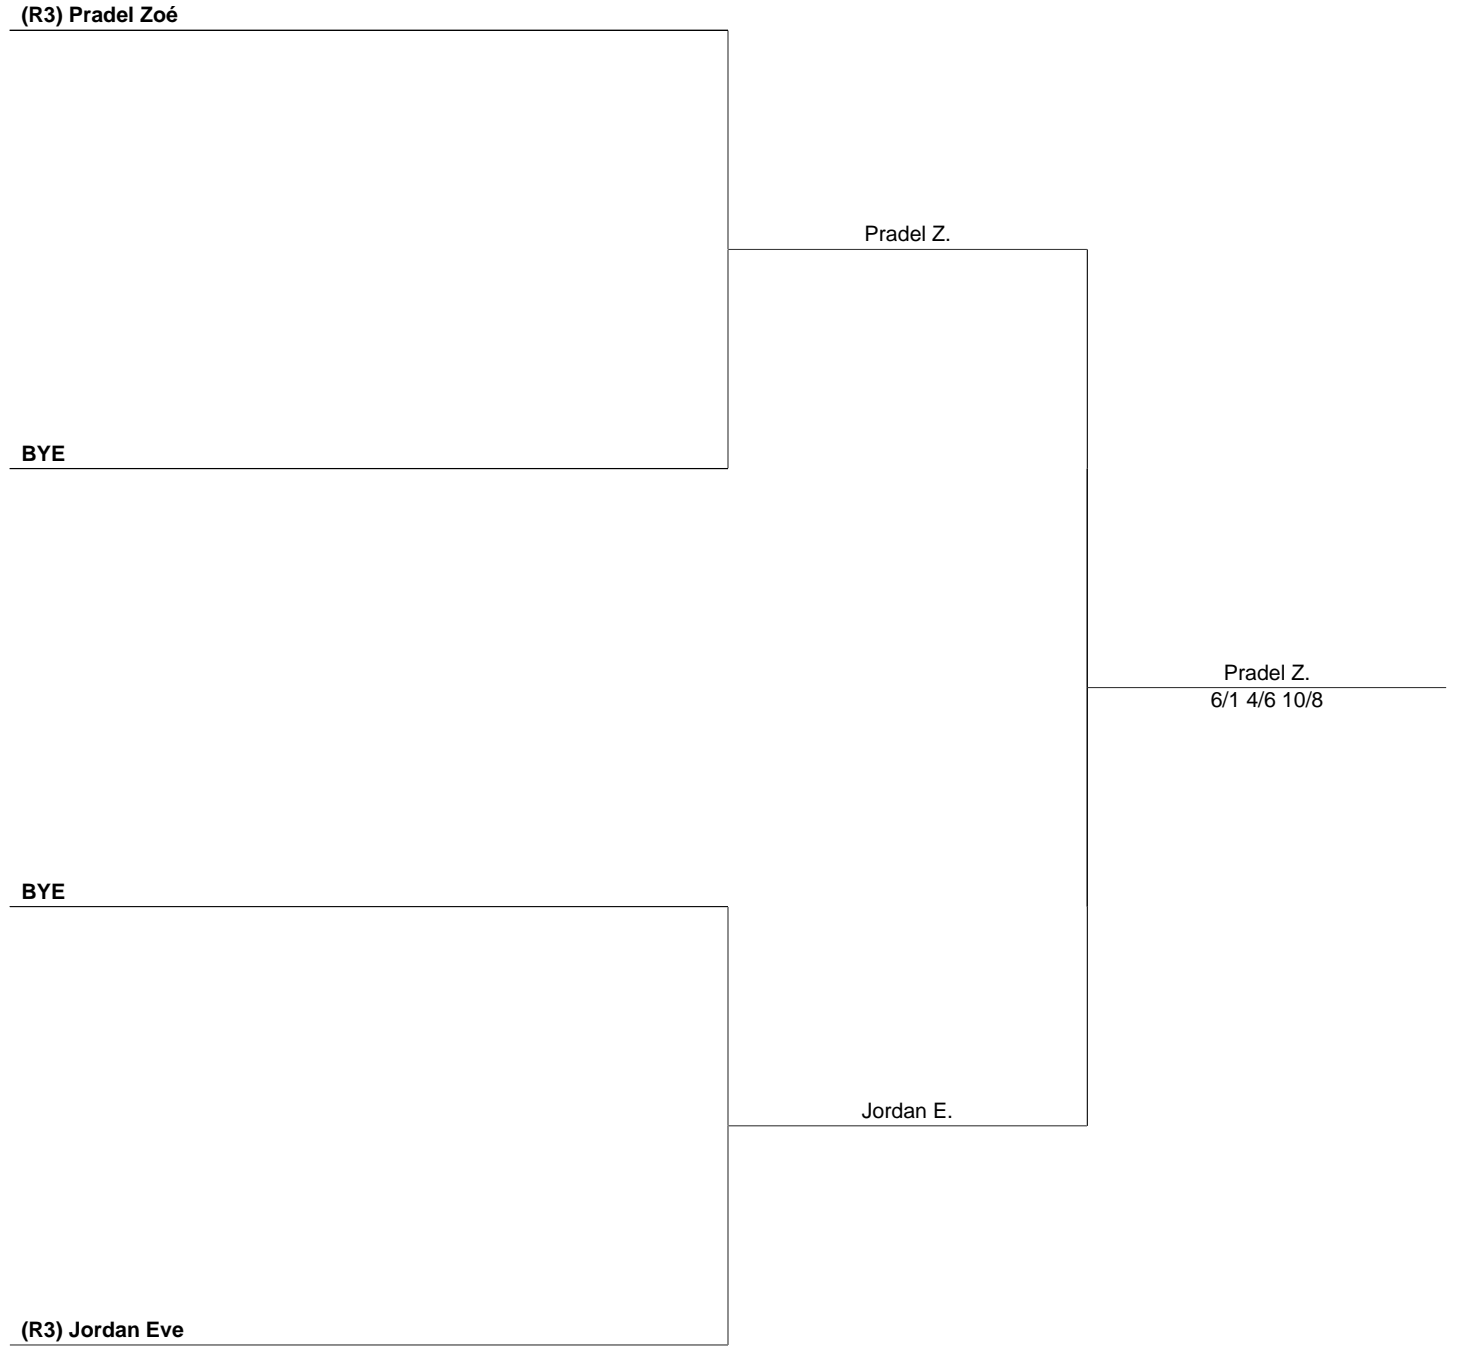 (R3) Pradel Zoé
Pradel Z.
BYE
Pradel Z.
6/1 4/6 10/8
BYE
Jordan E.
(R3) Jordan Eve